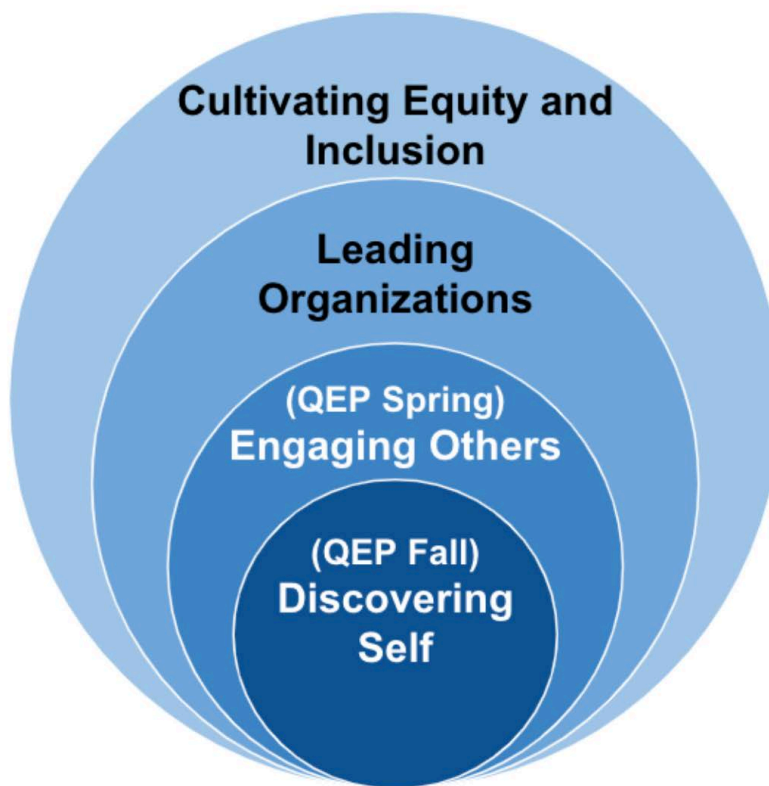 Cultivating Equity and
Inclusion
Leading
Organizations
(QEP Spring)
Engaging Others
(QEP Fall)
Discovering
Self